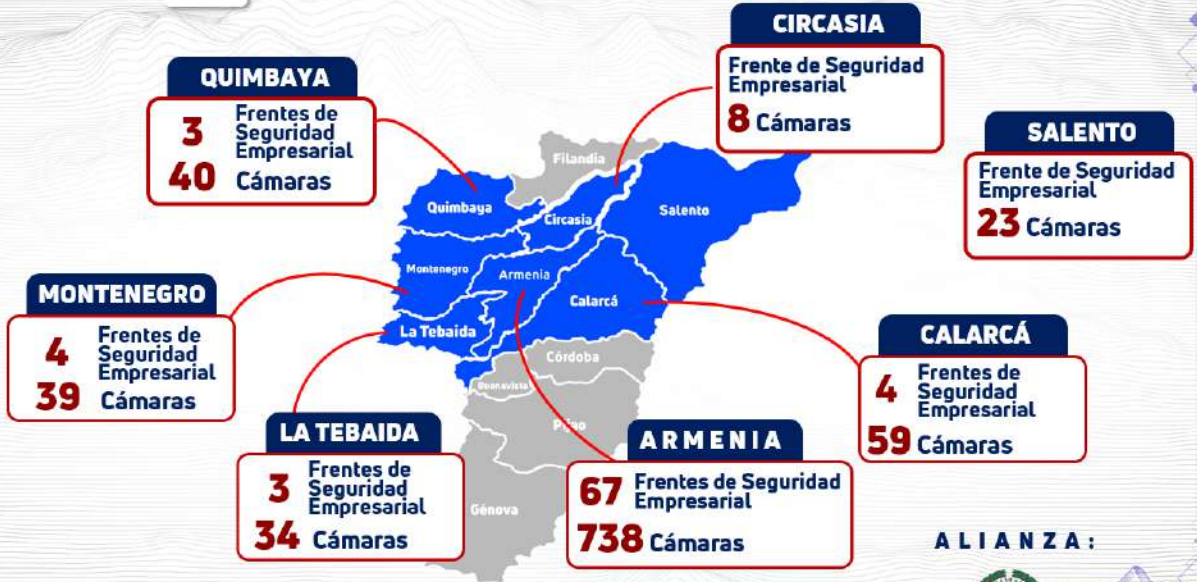 CIRCASIA
Frente de Seguridad
Empresarial
8 Cámaras
QUIMBAYA
3 Frentes de
Seguridad
Empresarial
40 Cámaras
SALENTO
Frente de Seguridad
Empresarial
23 Cámaras
Filandia
Quimbaya
Circasia
Salento
Montenegro
Armenia
Calarcá
La Tebaida
Córdoba
Buenavista
Pijao
Génova
MONTENEGRO
4 Frentes de
Seguridad
Empresarial
39 Cámaras
CALARCÁ
4 Frentes de
Seguridad
Empresarial
59 Cámaras
LA TEBAIDA
3 Frentes de
Seguridad
Empresarial
34 Cámaras
ARMENIA
67 Frentes de Seguridad
Empresarial
738 Cámaras
ALIANZA: